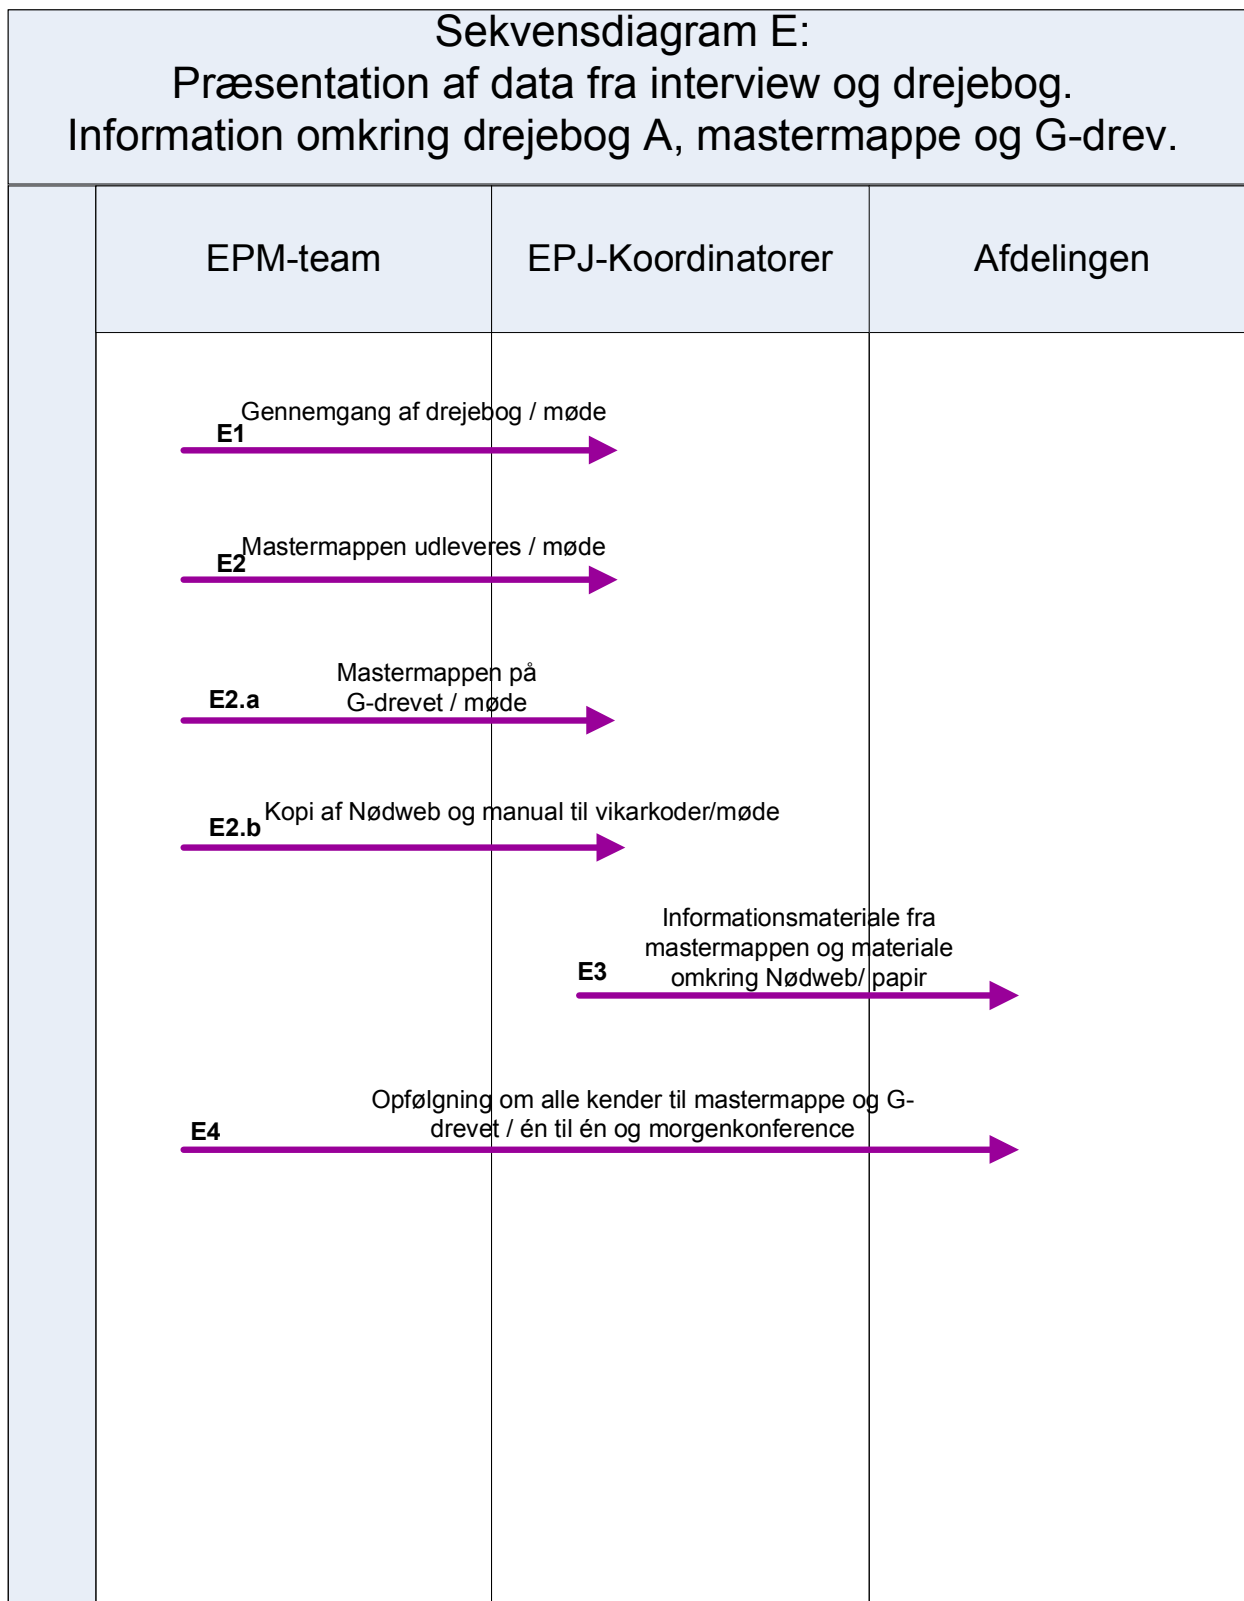 Sekvensdiagram E:
Præsentation af data fra interview og drejebog.
Information omkring drejebog A, mastermappe og G-drev.
EPM-team
EPJ-Koordinatorer
Afdelingen
Gennemgang af drejebog / møde
E1
Mastermappen udleveres / møde
E2
Mastermappen på
G-drevet / møde
E2.a
Kopi af Nødweb og manual til vikarkoder/møde
E2.b
Informationsmateriale fra
mastermappen og materiale
omkring Nødweb/ papir
E3
Opfølgning om alle kender til mastermappe og G-
drevet / én til én og morgenkonference
E4